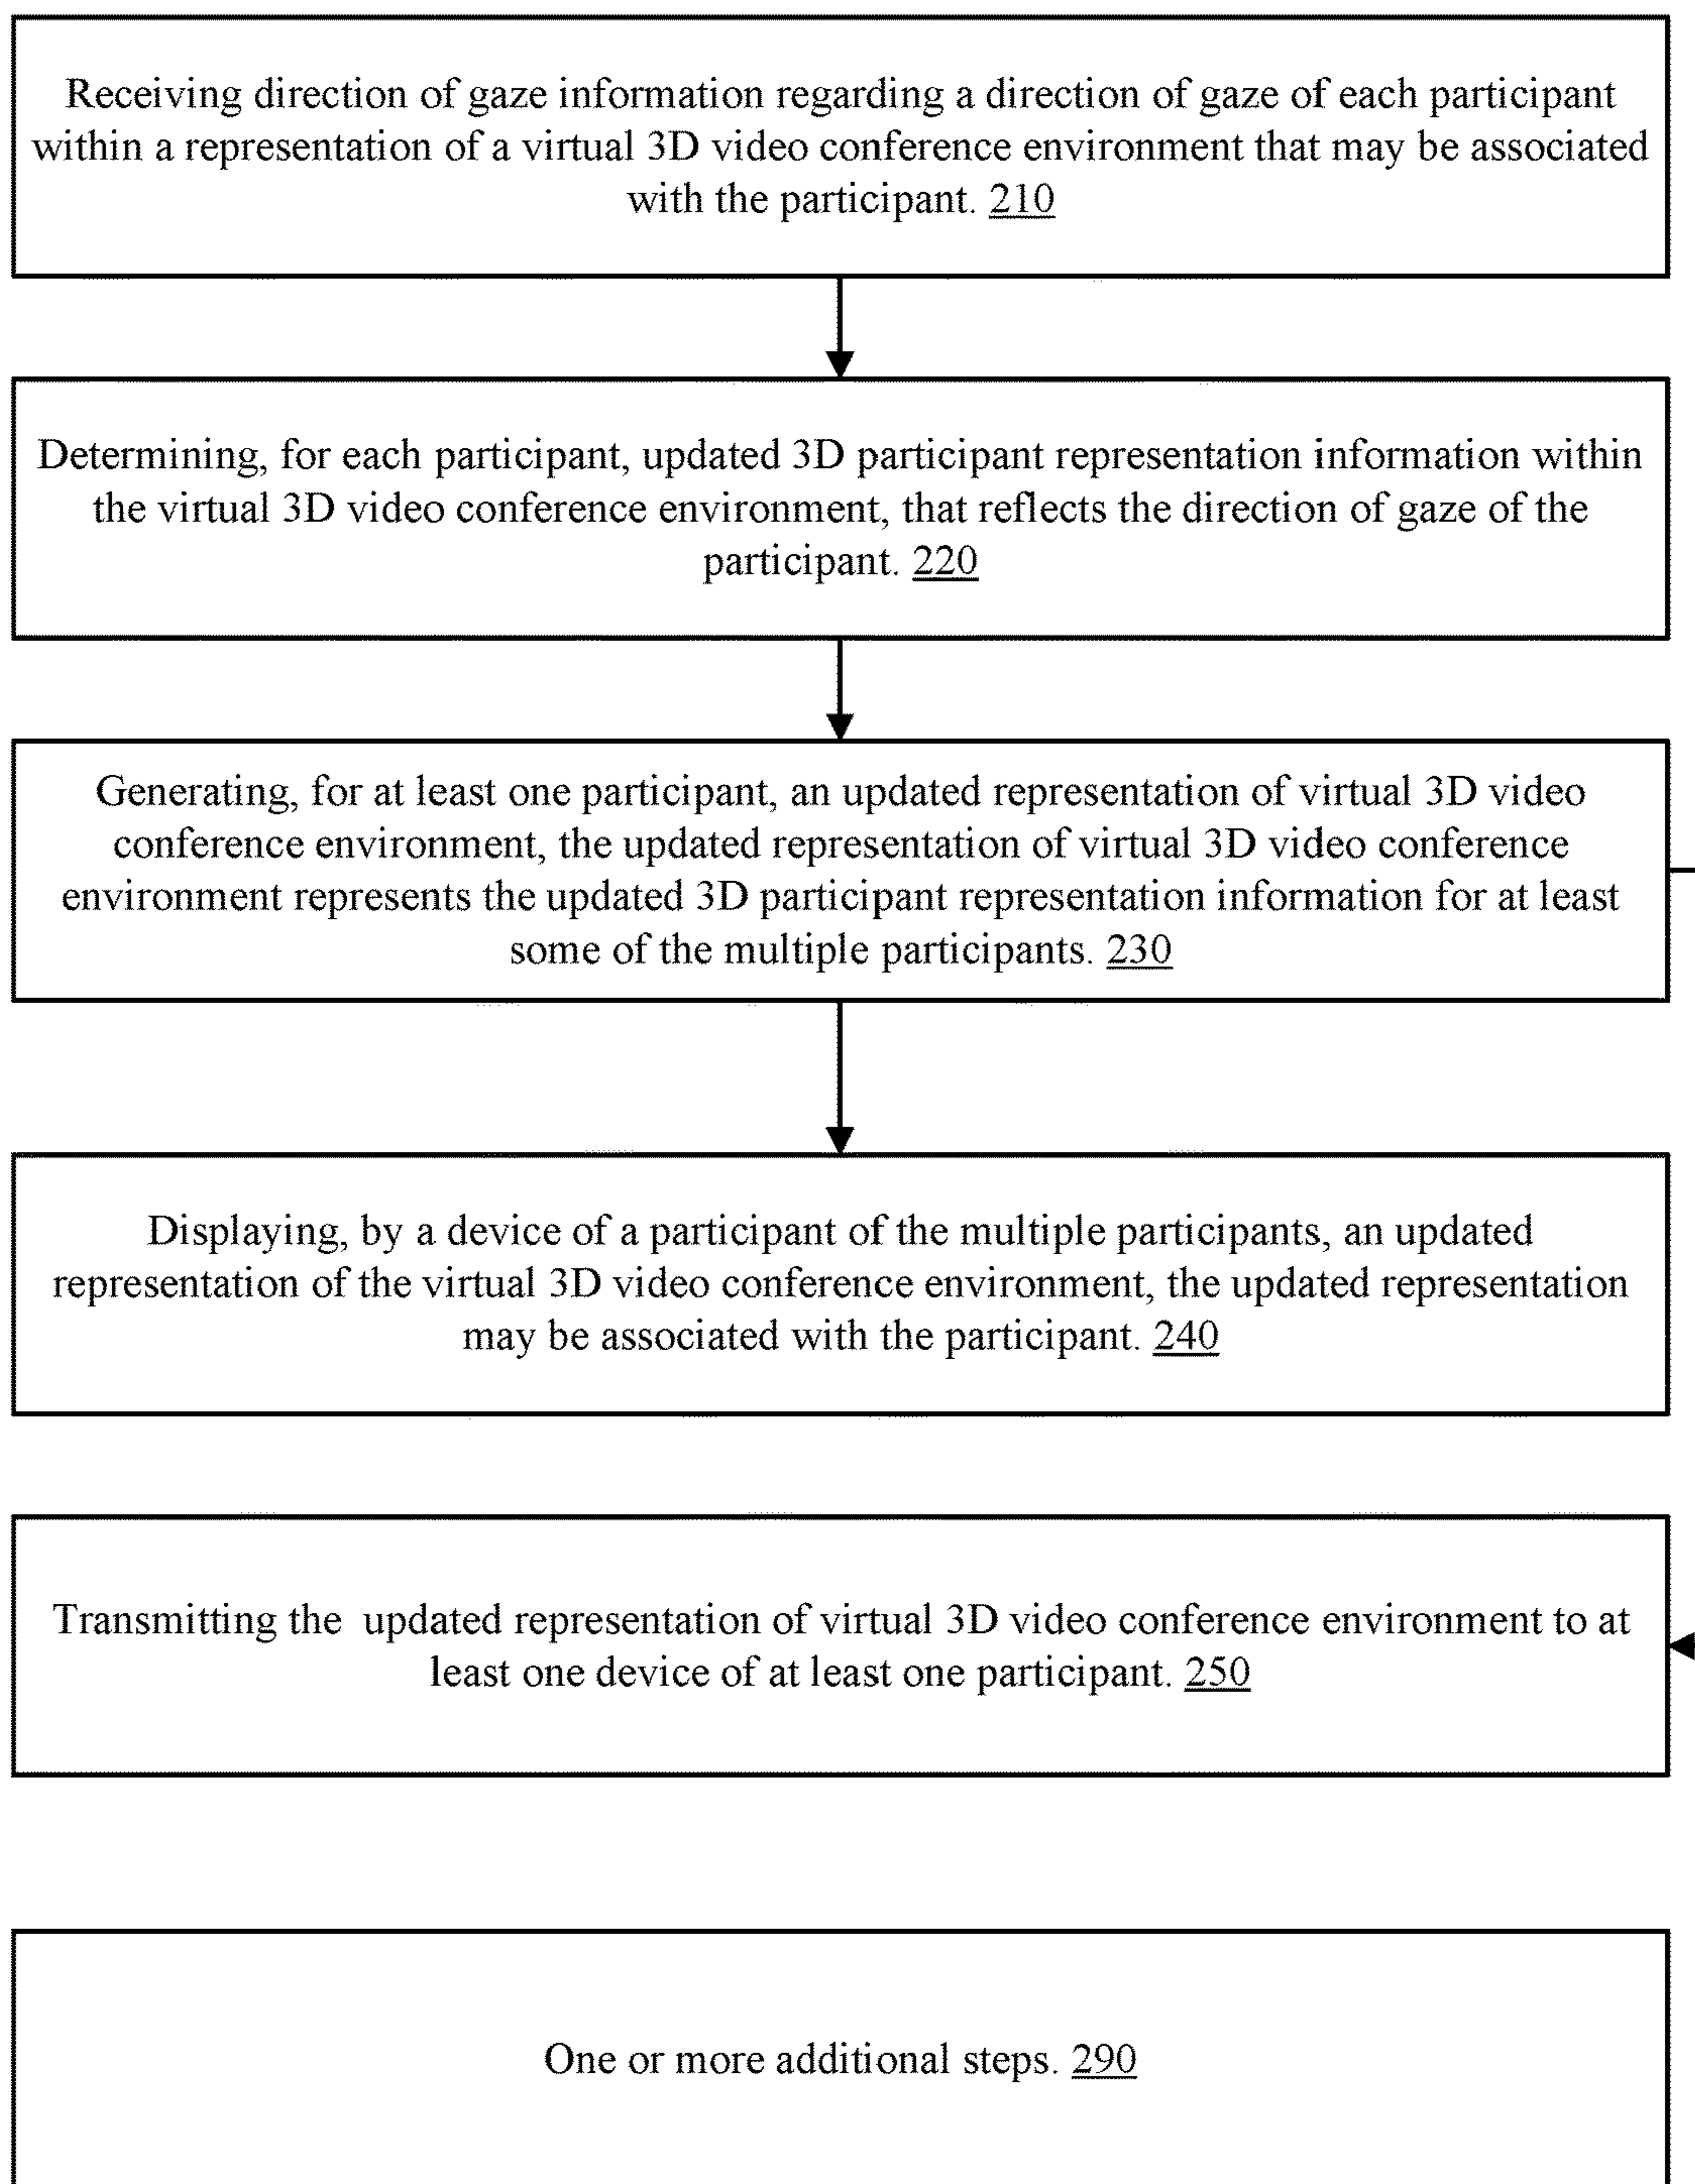 Receiving direction of gaze information regarding a direction of gaze of each participant
within a representation of a virtual 3D video conference environment that may be associated
with the participant. 210
Determining, for each participant, updated 3D participant representation information within
the virtual 3D video conference environment, that reflects the direction of gaze of the
participant. 220
Generating, for at least one participant, an updated representation of virtual 3D video
conference environment, the updated representation of virtual 3D video conference
environment represents the updated 3D participant representation information for at least
some of the multiple participants. 230
Displaying, by a device of a participant of the multiple participants, an updated
representation of the virtual 3D video conference environment, the updated representation
may be associated with the participant. 240
Transmitting the  updated representation of virtual 3D video conference environment to at
least one device of at least one participant. 250
One or more additional steps. 290